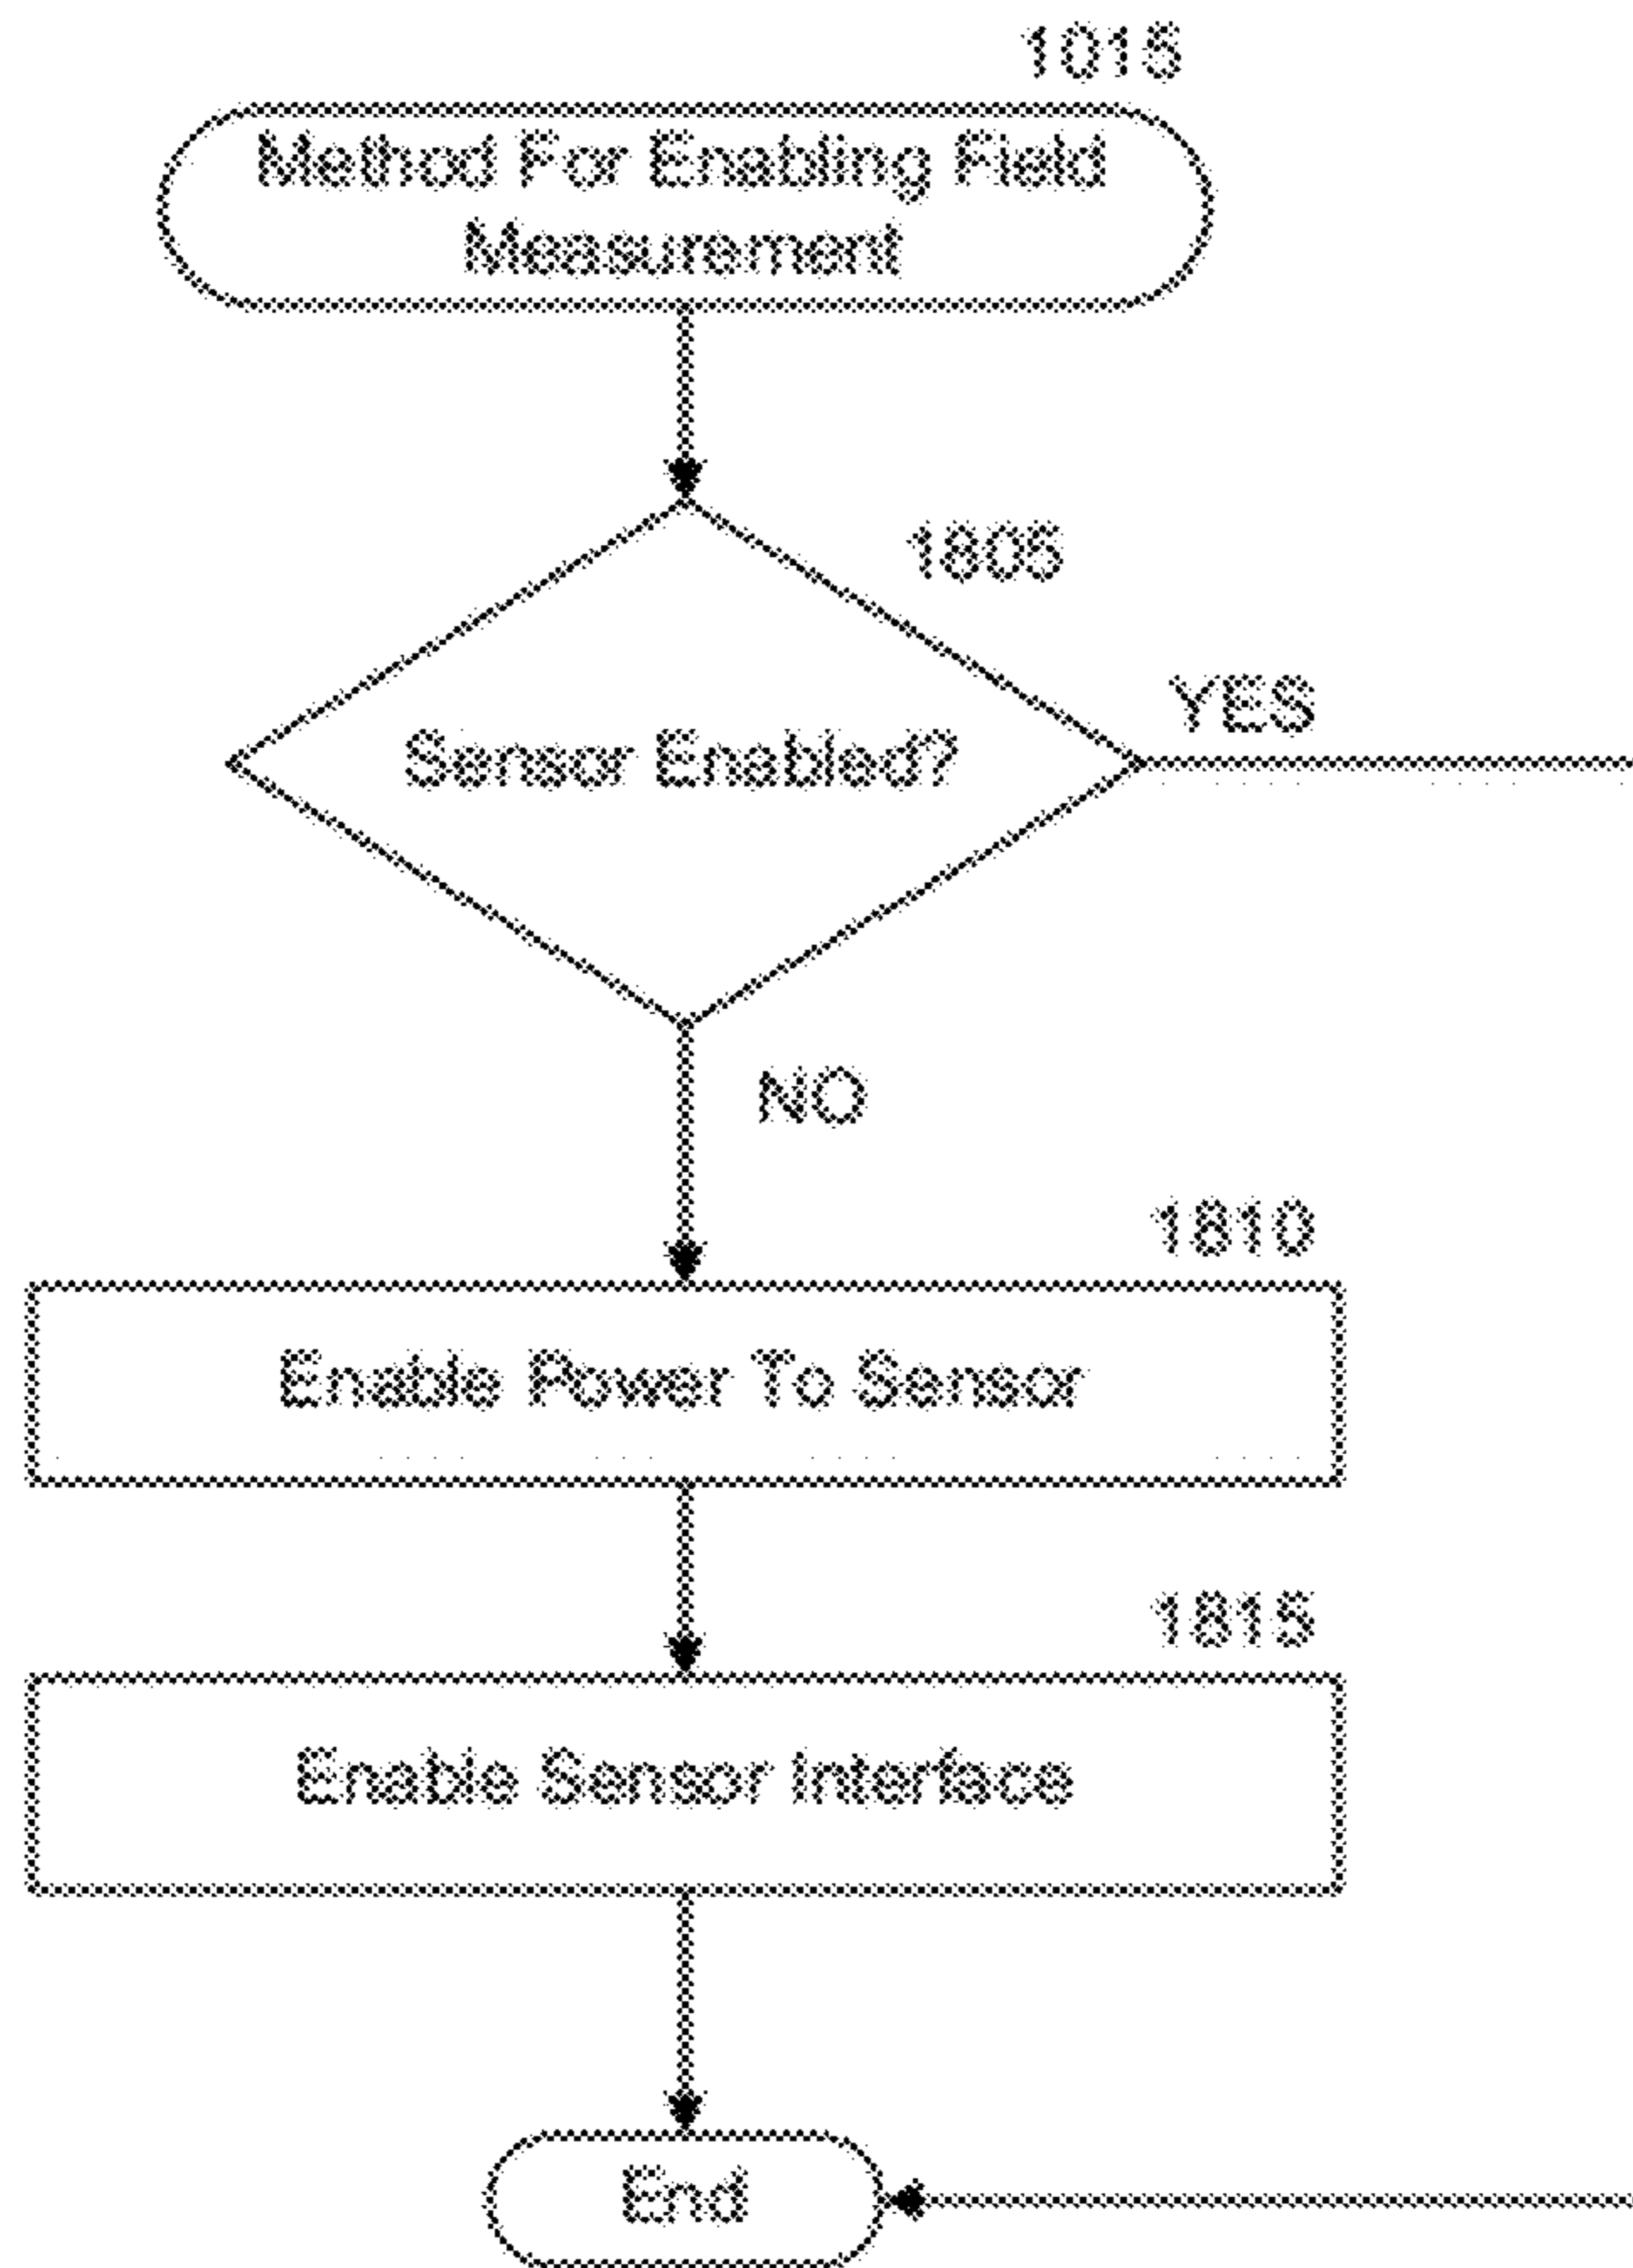 1015
Method For Enabling Field
Measurement
1805
Sensor Enabled?
YES
NO
1810
Enable Power To Sensor
1815
Enable Sensor Interface
End